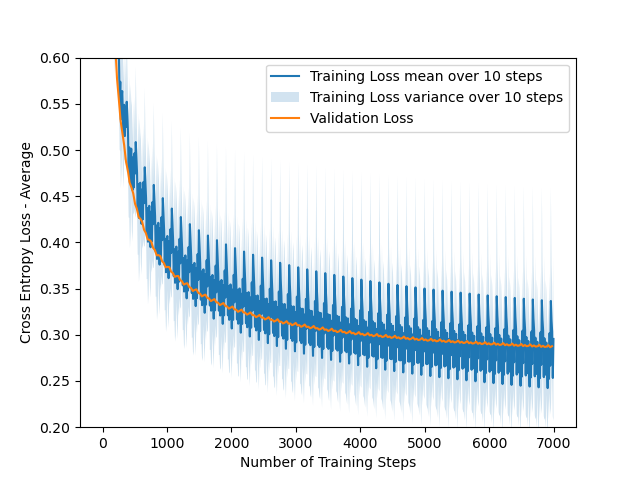 0.60
0.55
0.50
0.45
0.40
0.35
0.30
0.25
0.20
Cross Entropy Loss - Average
Training Loss mean over 10 steps
Training Loss variance over 10 steps
Validation Loss
0 1000 2000 3000 4000 5000 6000 7000
Number of Training Steps